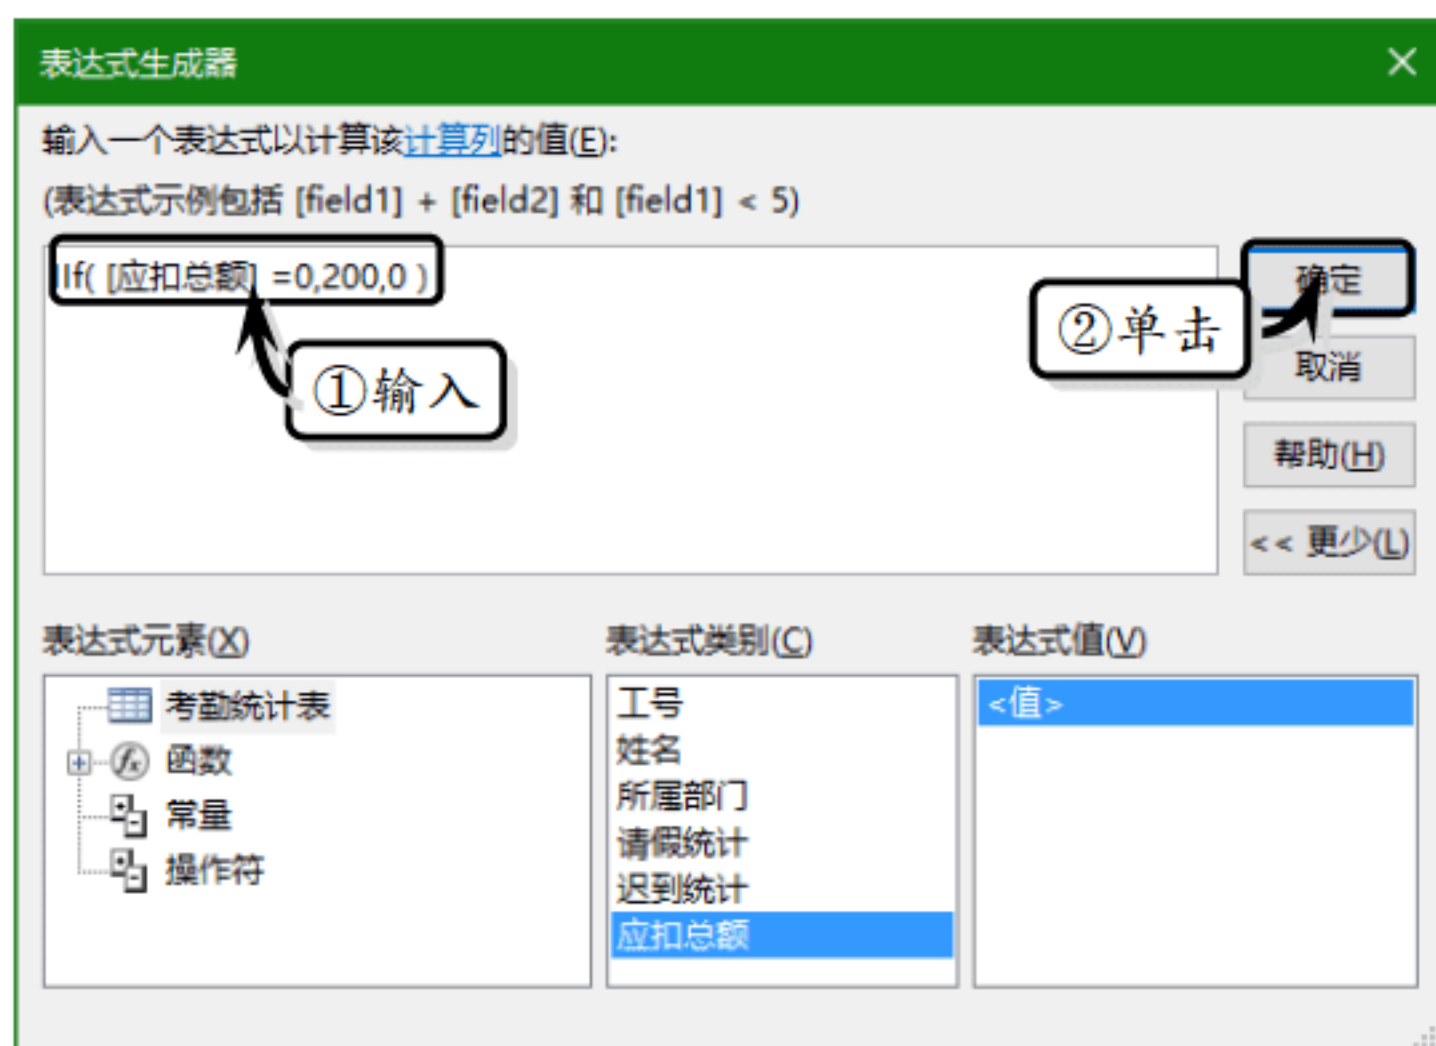 表达式生成器
输入一个表达式以计算该计算列的值(E):
(表达式示例包括 [field1] + [field2] 和 [field1] < 5)
IIf( [应扣总额] =0,200,0 )
①输入
②单击
确定
取消
帮助(H)
<< 更少(L)
表达式元素(X)
考勤统计表
函数
常量
操作符
表达式类别(C)
工号
姓名
所属部门
请假统计
迟到统计
应扣总额
表达式值(V)
<值>